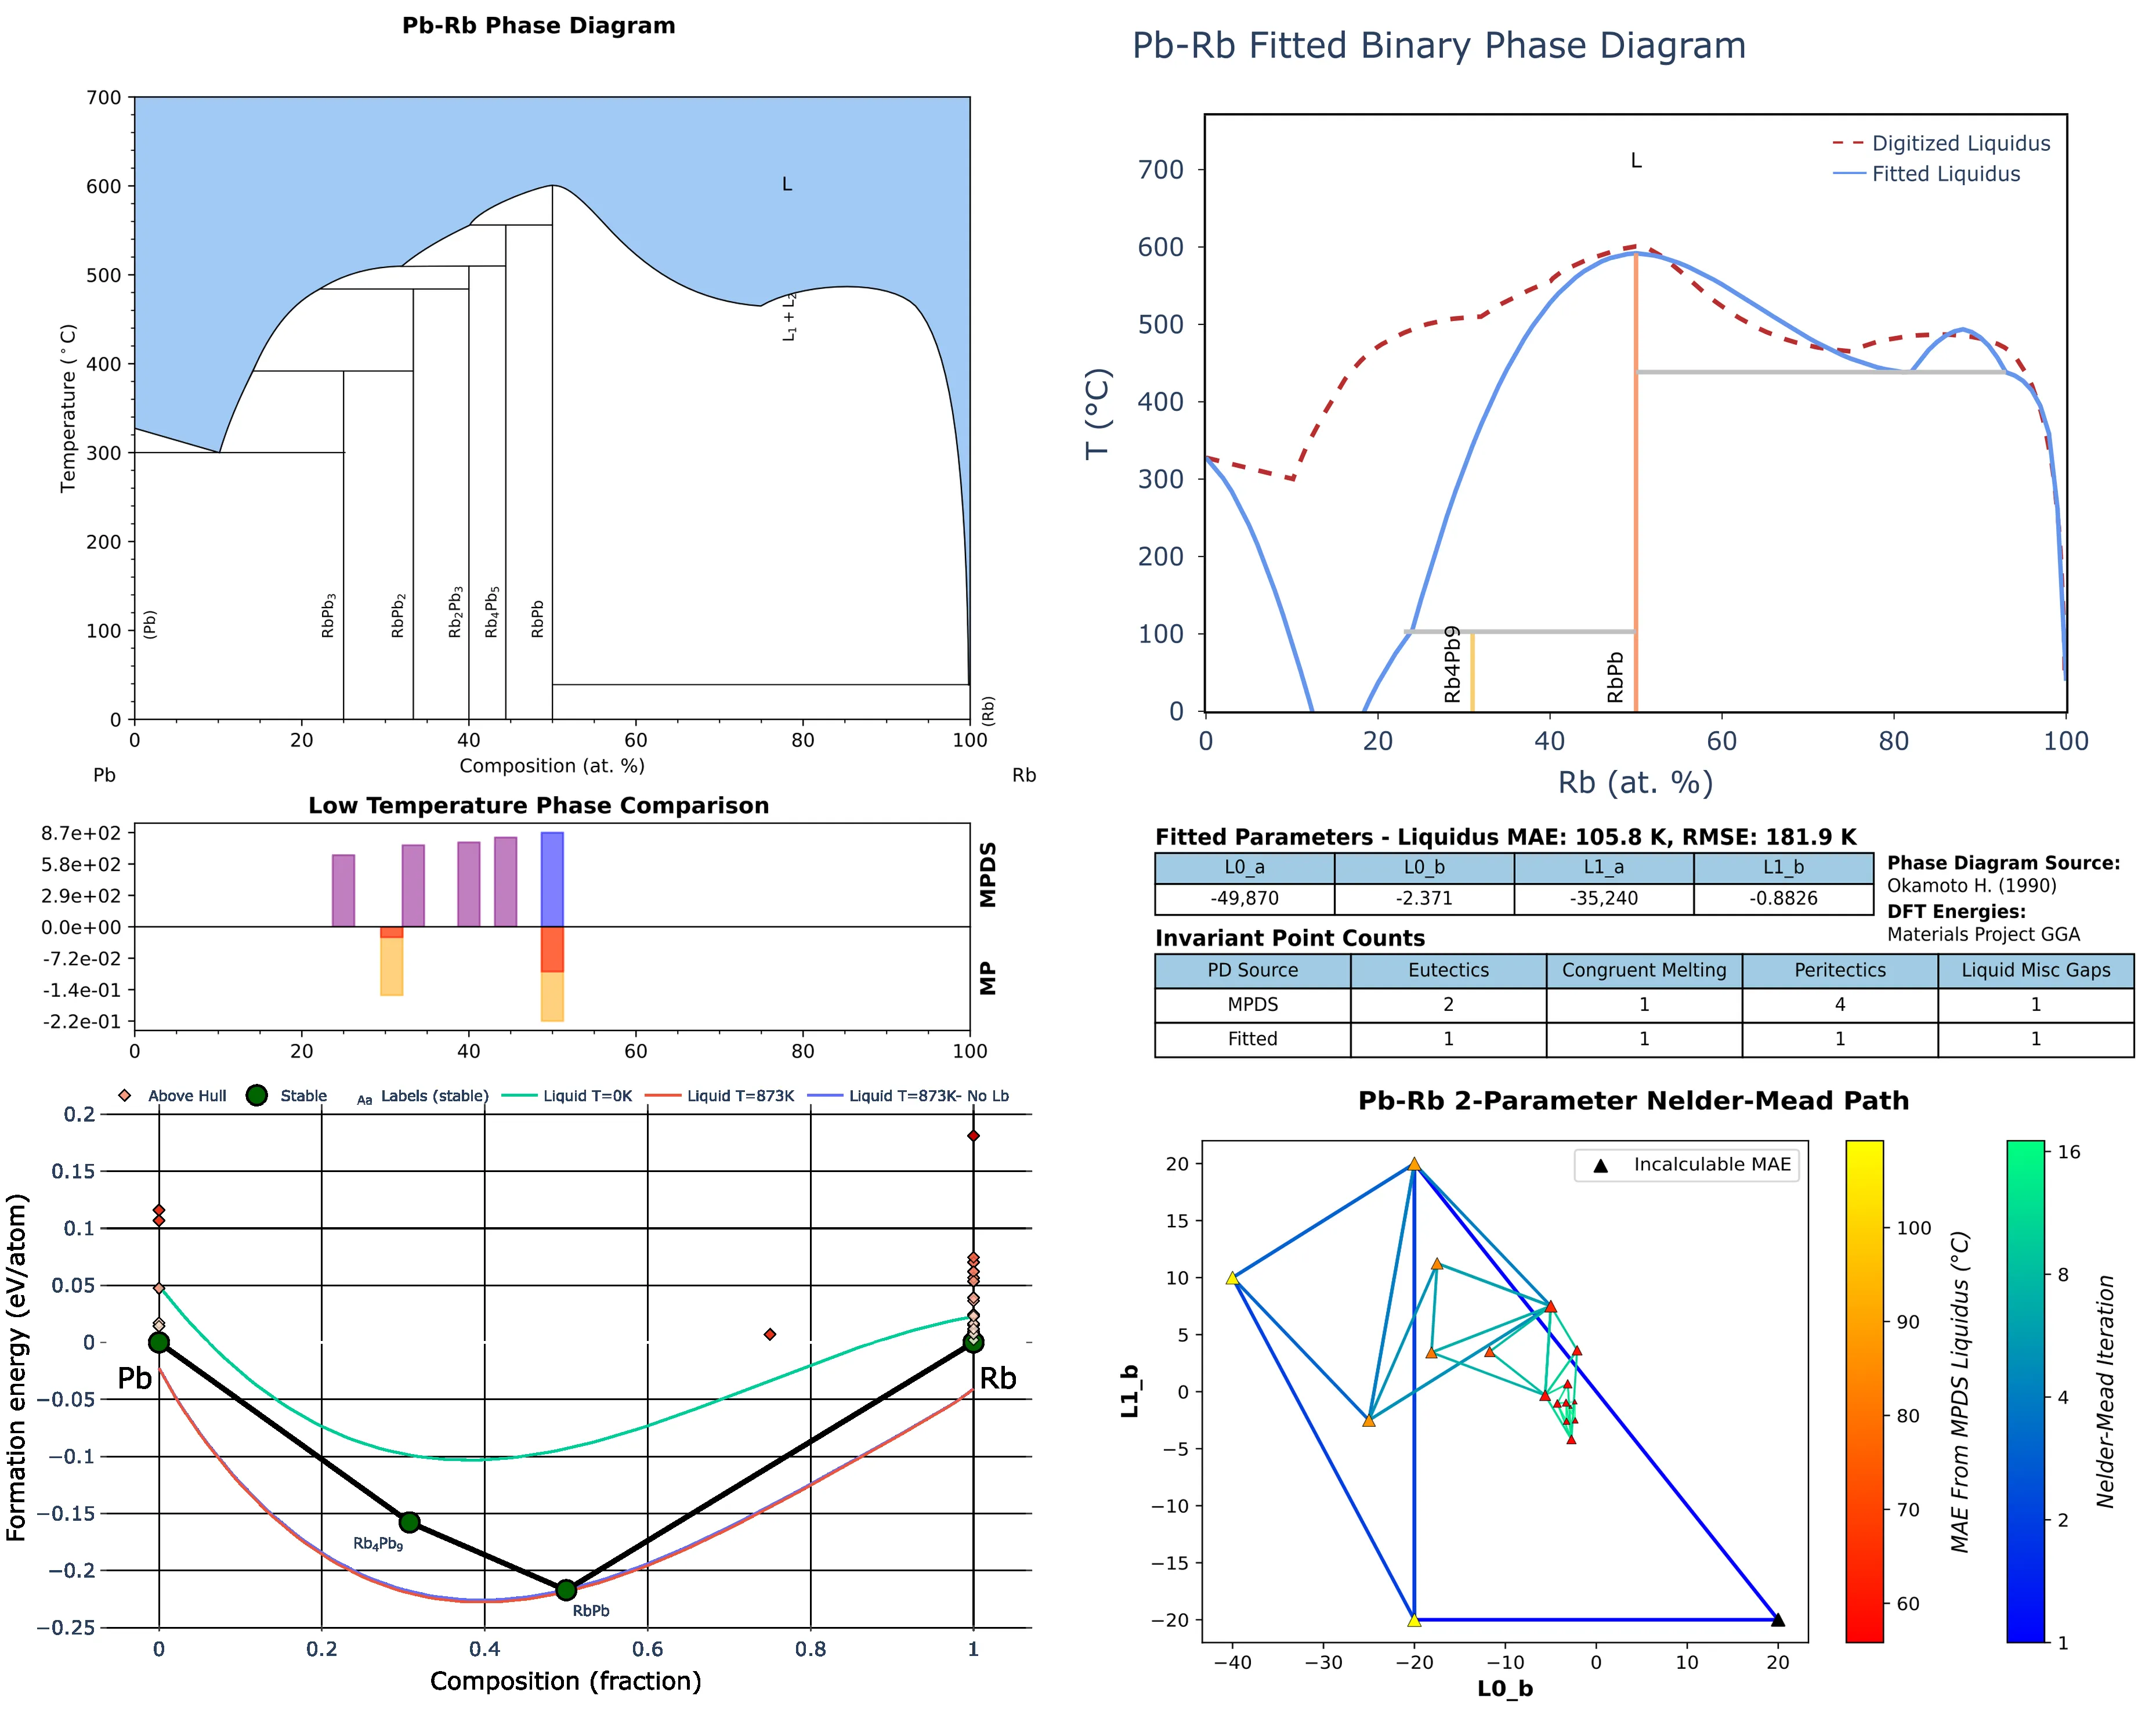 Pb-Rb Phase Diagram
700
600
500
400
300
200
100
0
Temperature (°C)
L
L₁ + L₂
(Pb)
RbPb₃
RbPb₂
Rb₂Pb₃
Rb₄Pb₅
RbPb
(Rb)
0 20 40 60 80 100
Composition (at. %)
Pb Rb
Pb-Rb Fitted Binary Phase Diagram
Digitized Liquidus
Fitted Liquidus
L
700
600
500
400
300
200
100
0
T (°C)
Rb4Pb9
RbPb
0 20 40 60 80 100
Rb (at. %)
Low Temperature Phase Comparison
8.7e+02
5.8e+02
2.9e+02
0.0e+00
-7.2e-02
-1.4e-01
-2.2e-01
MPDS
MP
0 20 40 60 80 100
Fitted Parameters - Liquidus MAE: 105.8 K, RMSE: 181.9 K
L0_a L0_b L1_a L1_b
-49,870 -2.371 -35,240 -0.8826
Phase Diagram Source:
Okamoto H. (1990)
DFT Energies:
Materials Project GGA
Invariant Point Counts
PD Source Eutectics Congruent Melting Peritectics Liquid Misc Gaps
MPDS 2 1 4 1
Fitted 1 1 1 1
Above Hull Stable Aa Labels (stable) Liquid T=0K Liquid T=873K Liquid T=873K- No Lb
0.2
0.15
0.1
0.05
0
−0.05
−0.1
−0.15
−0.2
−0.25
Formation energy (eV/atom)
Pb
Rb
Rb₄Pb₉
RbPb
0 0.2 0.4 0.6 0.8 1
Composition (fraction)
Pb-Rb 2-Parameter Nelder-Mead Path
Incalculable MAE
20
15
10
5
0
−5
−10
−15
−20
L1_b
−40 −30 −20 −10 0 10 20
L0_b
100
90
80
70
60
MAE From MPDS Liquidus (°C)
16
8
4
2
1
Nelder-Mead Iteration